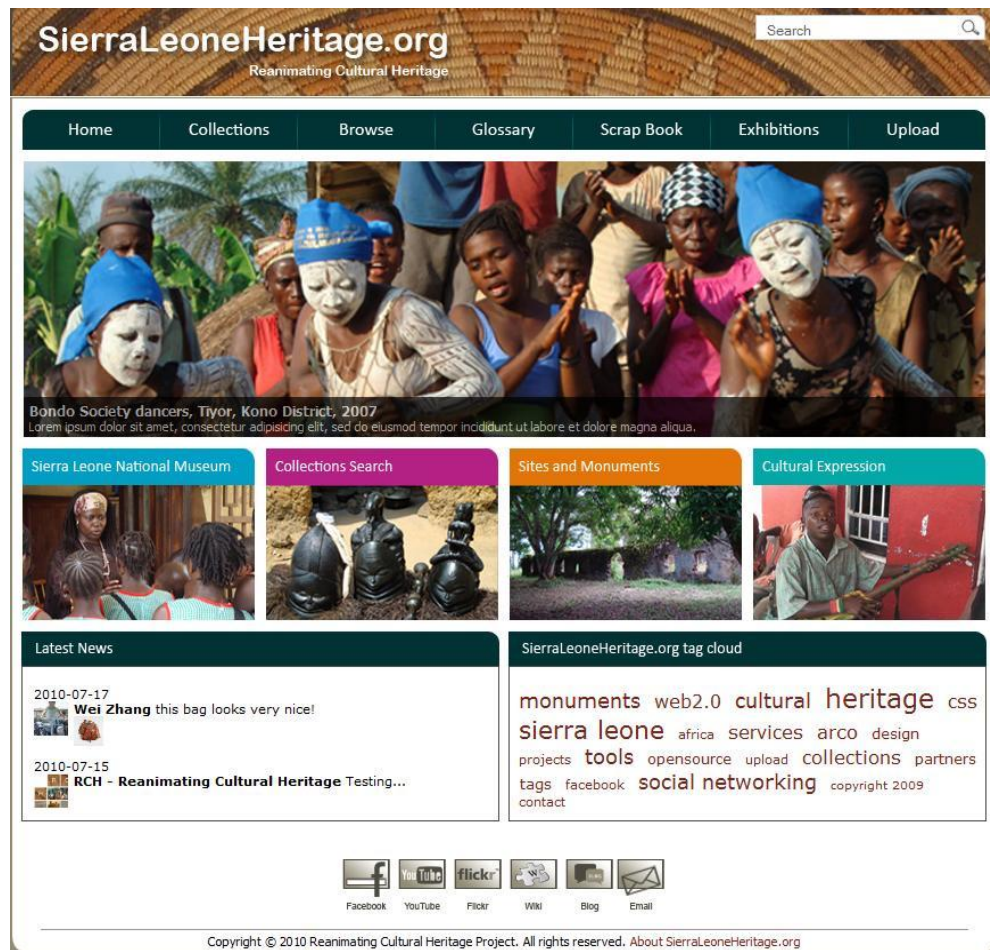 SierraLeoneHeritage.org
Reanimating Cultural Heritage
Search
Home Collections Browse Glossary Scrap Book Exhibitions Upload
Bondo Society dancers, Tiyor, Kono District, 2007
Lorem ipsum dolor sit amet, consectetur adipisicing elit, sed do eiusmod tempor incididunt ut labore et dolore magna aliqua.
Sierra Leone National Museum
Collections Search
Sites and Monuments
Cultural Expression
Latest News
2010-07-17
Wei Zhang this bag looks very nice!
2010-07-15
RCH - Reanimating Cultural Heritage Testing...
SierraLeoneHeritage.org tag cloud
monuments web2.0 cultural heritage css
sierra leone africa services arco design
projects tools opensource upload collections partners
tags facebook social networking copyright 2009
contact
You Tube flickr W
Facebook YouTube Flickr Wiki Blog Email
Copyright © 2010 Reanimating Cultural Heritage Project. All rights reserved. About SierraLeoneHeritage.org